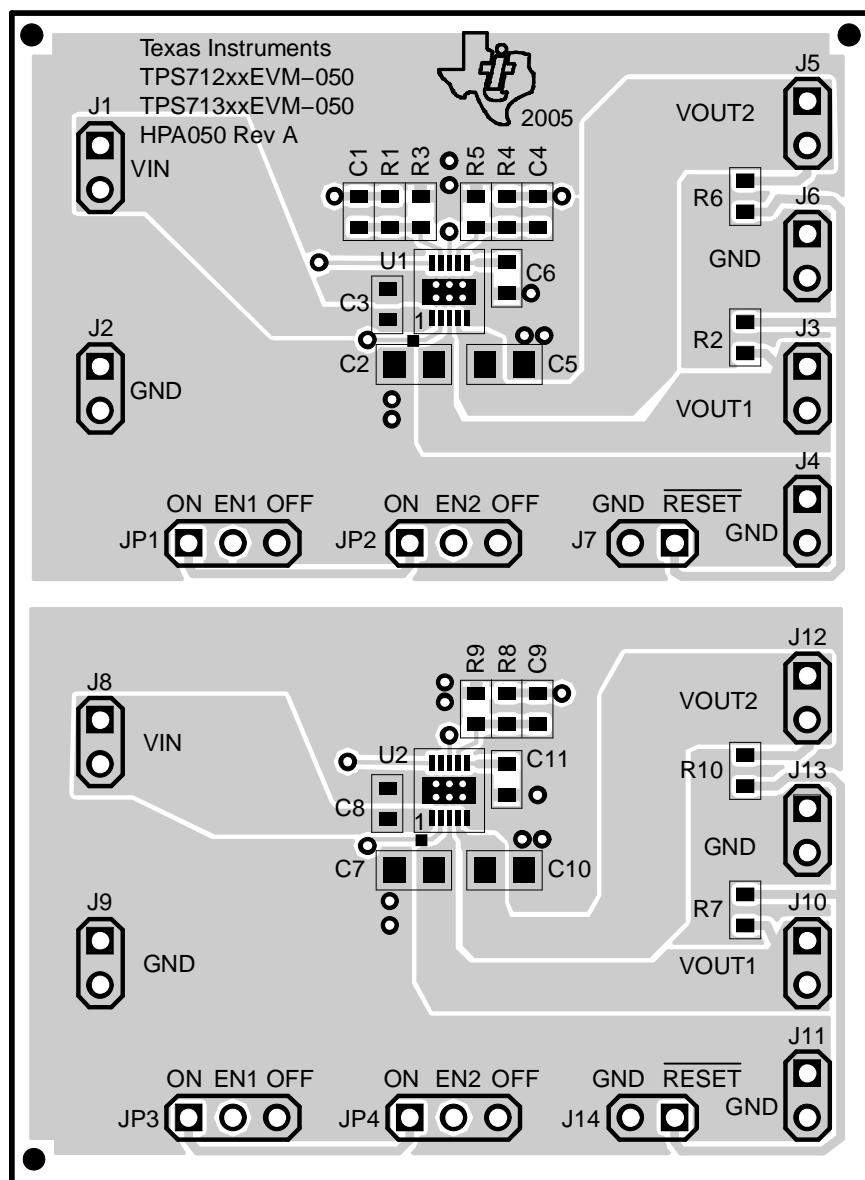 Texas Instruments
TPS712xxEVM–050
TPS713xxEVM–050
HPA050 Rev A
2005
J1
VIN
C1
R1
R3
R5
R4
C4
J5
VOUT2
R6
J6
GND
U1
C6
C3
1
C2
C5
R2
J3
VOUT1
J2
GND
J4
GND
ON EN1 OFF
JP1
ON EN2 OFF
JP2
GND RESET
J7
J8
VIN
R9
R8
C9
J12
VOUT2
U2
C11
R10
J13
C8
1
GND
C7
C10
R7
J10
VOUT1
J9
GND
J11
GND
ON EN1 OFF
JP3
ON EN2 OFF
JP4
GND RESET
J14